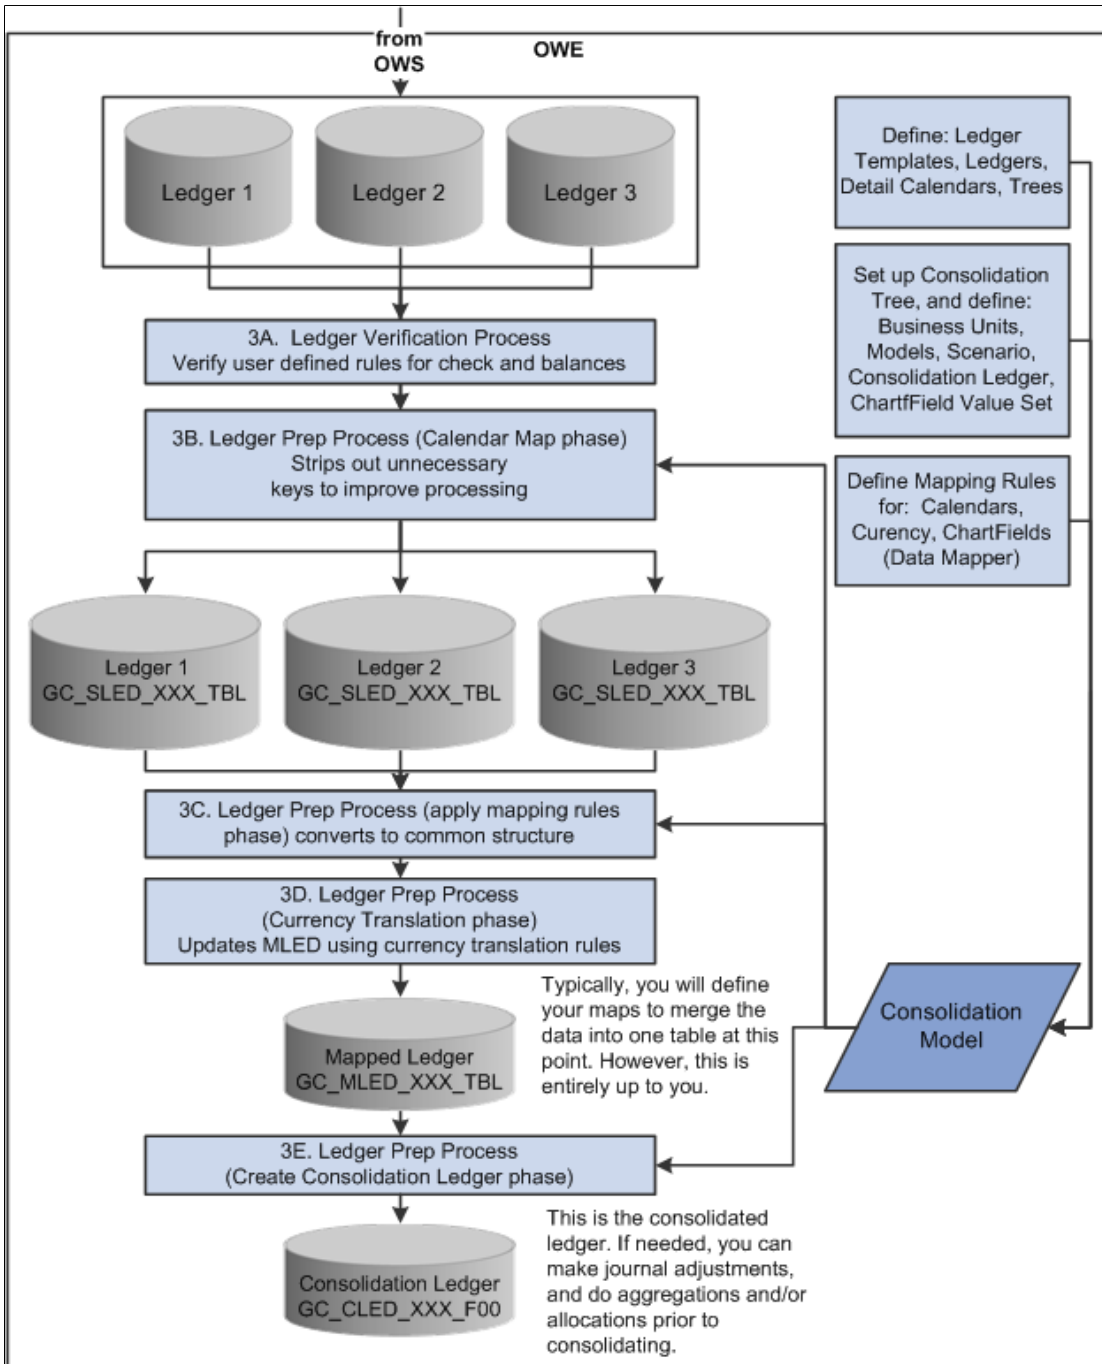 from
OWS
OWE
Ledger 1
Ledger 2
Ledger 3
Define: Ledger
Templates, Ledgers,
Detail Calendars, Trees
Set up Consolidation
Tree, and define:
Business Units,
Models, Scenario,
Consolidation Ledger,
ChartfField Value Set
3A. Ledger Verification Process
Verify user defined rules for check and balances
3B. Ledger Prep Process (Calendar Map phase)
Strips out unnecessary
keys to improve processing
Define Mapping Rules
for: Calendars,
Curency, ChartFields
(Data Mapper)
Ledger 1
GC_SLED_XXX_TBL
Ledger 2
GC_SLED_XXX_TBL
Ledger 3
GC_SLED_XXX_TBL
3C. Ledger Prep Process (apply mapping rules
phase) converts to common structure
3D. Ledger Prep Process
(Currency Translation phase)
Updates MLED using currency translation rules
Typically, you will define
your maps to merge the
data into one table at this
point. However, this is
entirely up to you.
Consolidation
Model
Mapped Ledger
GC_MLED_XXX_TBL
3E. Ledger Prep Process
(Create Consolidation Ledger phase)
This is the consolidated
ledger. If needed, you can
make journal adjustments,
and do aggregations and/or
allocations prior to
consolidating.
Consolidation Ledger
GC_CLED_XXX_F00